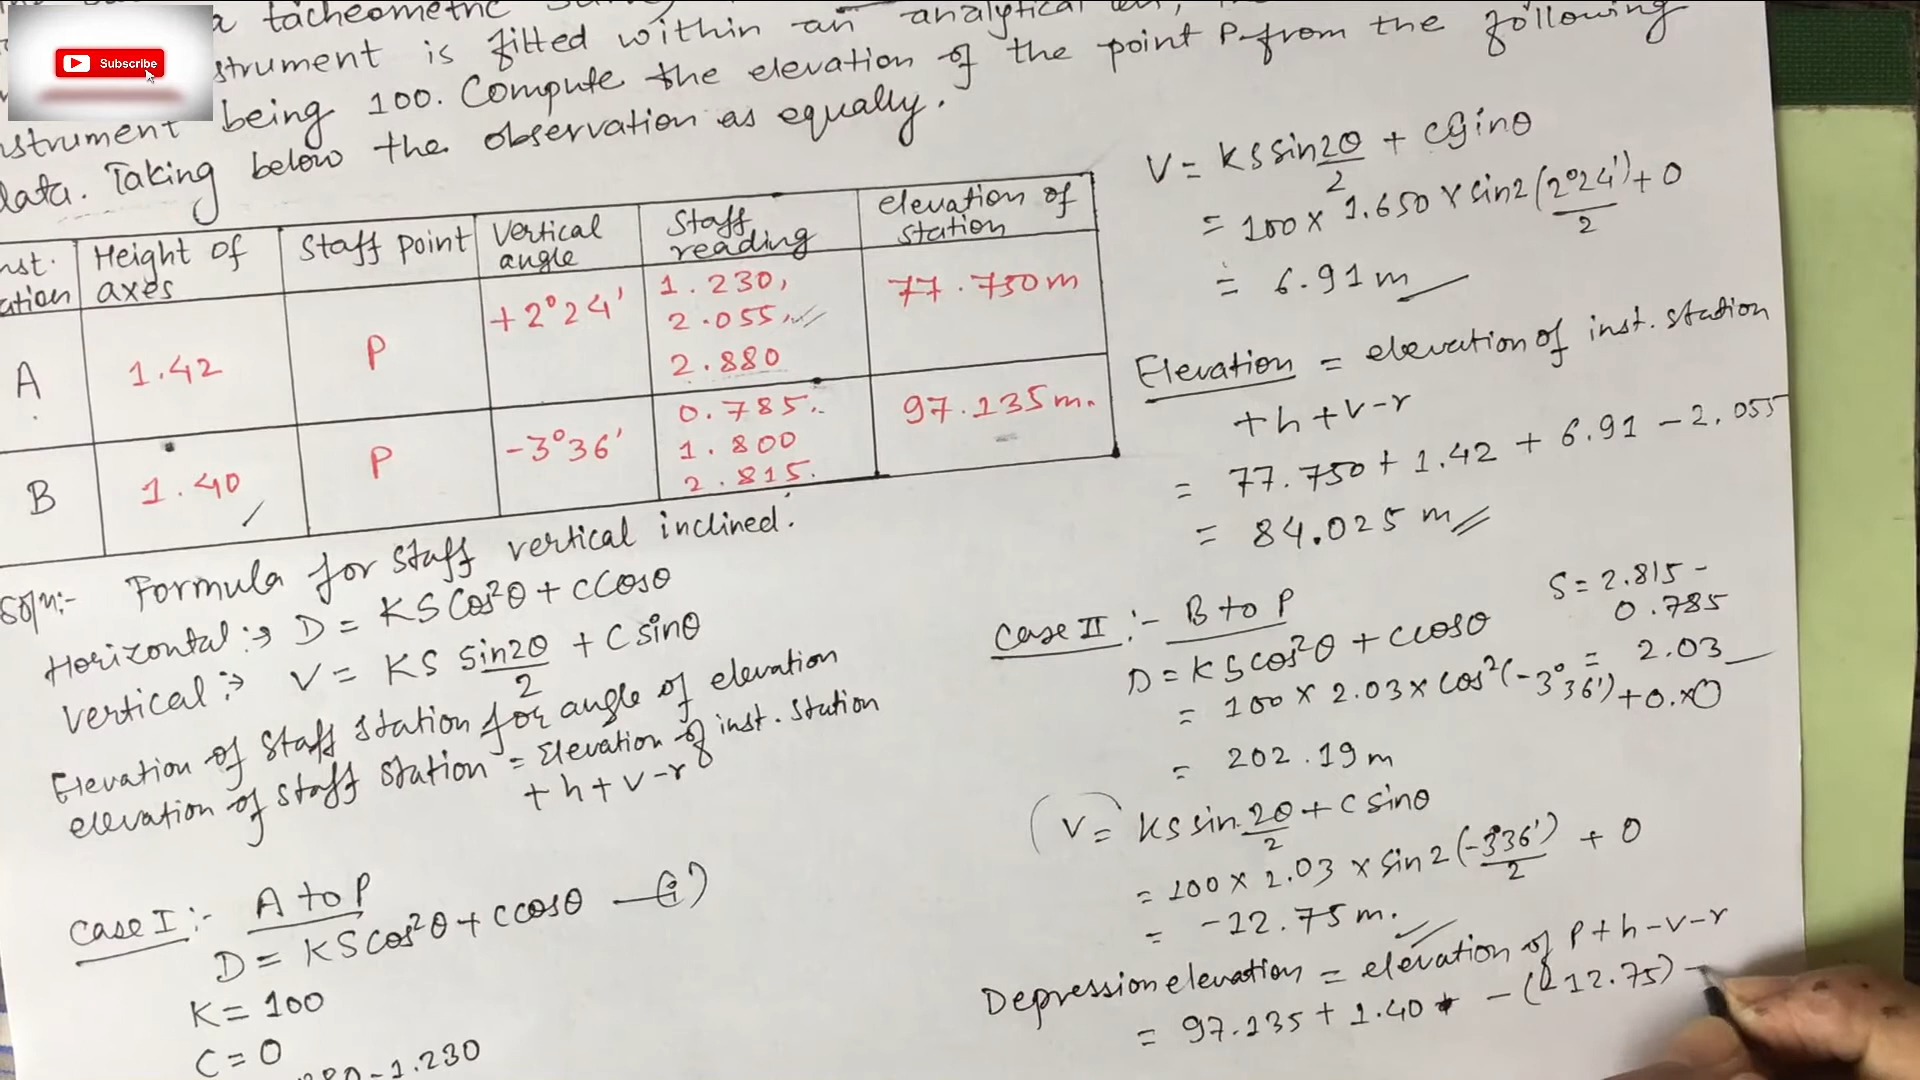 a tacheometric
Subscribe
strument is fitted within an analytical
nstrument being 100. Compute the elevation of the point P from the following
data. Taking below the observation as equally.
nst.
ation
Height of
axes
Staff point
Vertical
angle
Staff
reading
elevation of
station
A
1.42
P
+2°24'
1.230,
2.055,
2.880
77.750m
B
1.40
P
-3°36'
0.785.
1.800
2.815.
97.135m.
Soln:- Formula for staff vertical inclined.
Horizontal :→ D = KS Cos²θ + C Cosθ
Vertical :→ V = KS sin2θ/2 + C sinθ
Elevation of staff station for angle of elevation
elevation of staff station = Elevation of inst. station
+ h + v - r
Case I :- A to P
D = KS cos²θ + c cosθ — (i)
K = 100
C = 0
80 - 1.230
V = KS sin2θ/2 + C sinθ
= 100 × 1.650 × sin2(2°24')/2 + 0
= 6.91 m
Elevation = elevation of inst. station
+ h + v - r
= 77.750 + 1.42 + 6.91 - 2.055
= 84.025 m
Case II :- B to P
S = 2.815 -
0.785
= 2.03
D = KS cos²θ + c cosθ
= 100 × 2.03 × cos²(-3°36') + 0.×0
= 202.19 m
V = KS sin 2θ/2 + C sinθ
= 100 × 2.03 × sin 2(-3°36')/2 + 0
= -12.75 m.
Depression elevation = elevation of P + h - v - r
= 97.135 + 1.40 - (-12.75) -